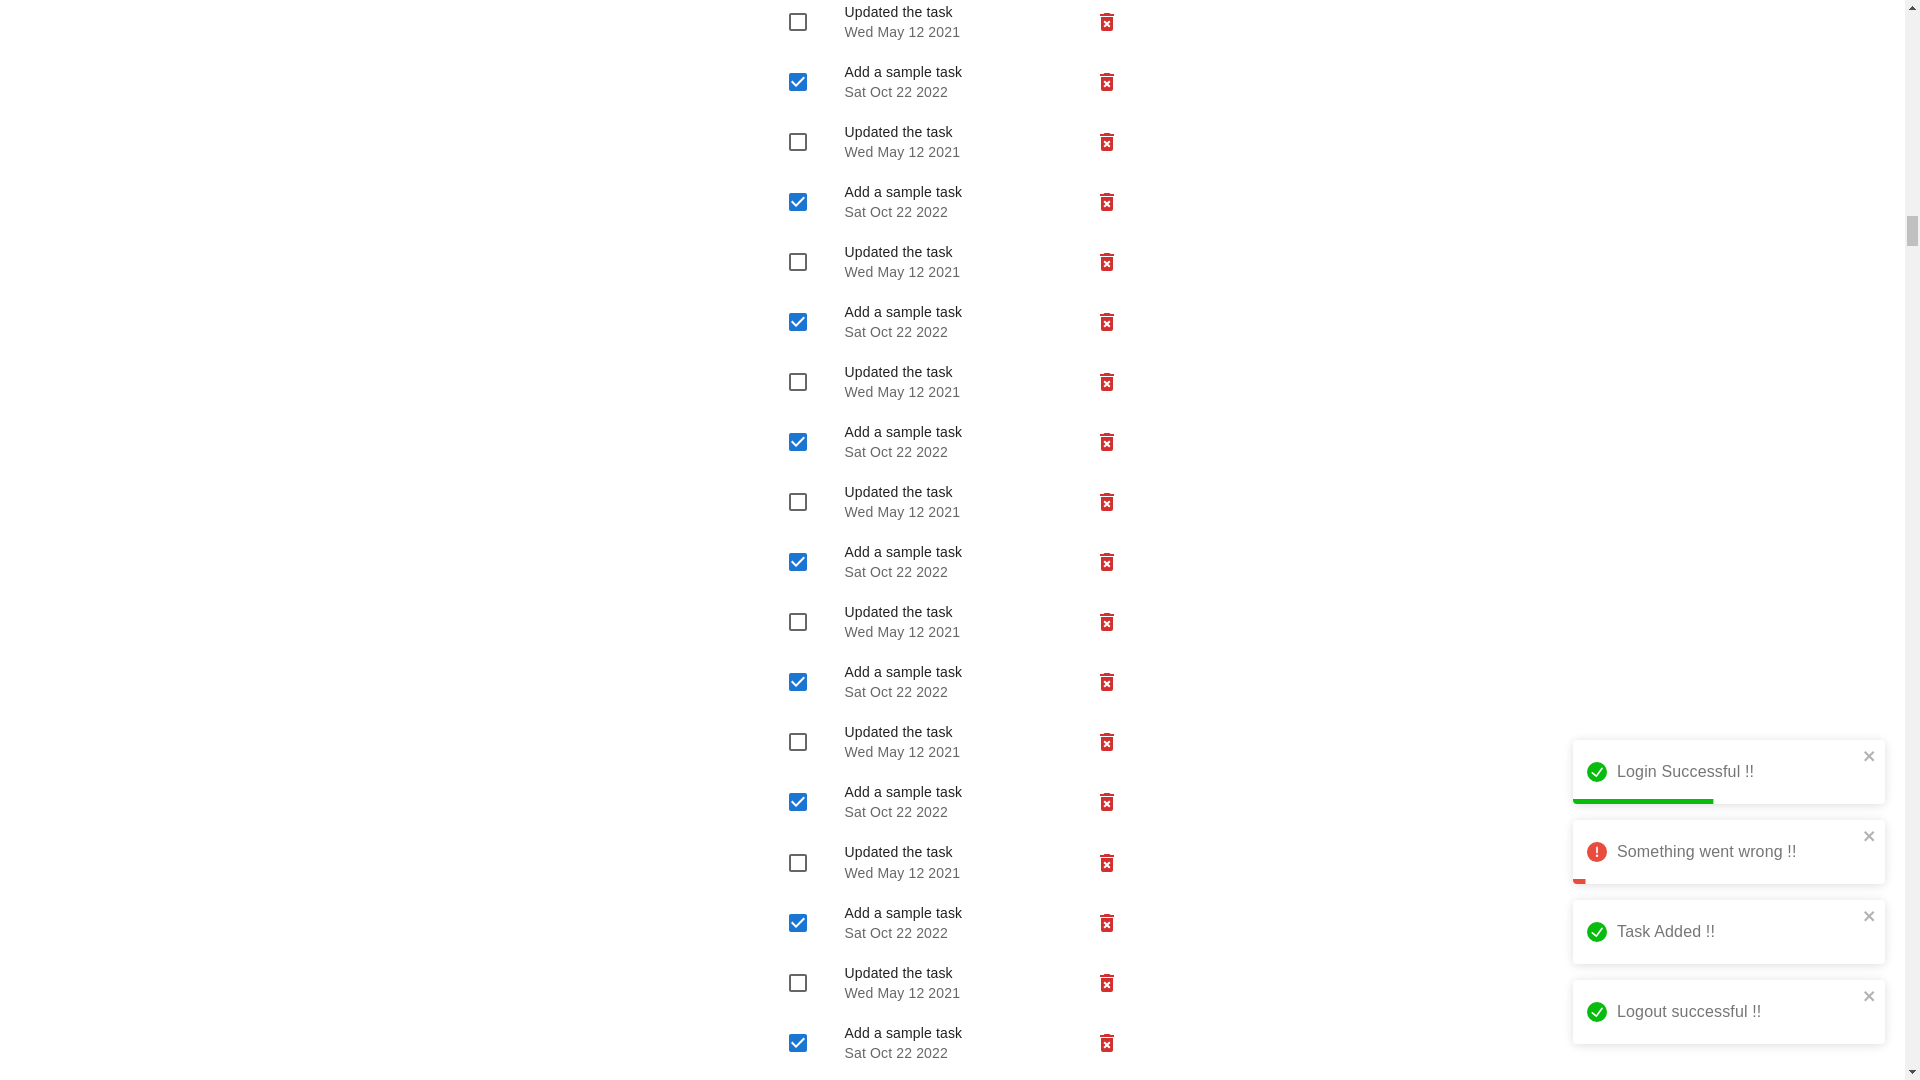 Updated the task
Wed May 12 2021
Add a sample task
Sat Oct 22 2022
Updated the task
Wed May 12 2021
Add a sample task
Sat Oct 22 2022
Updated the task
Wed May 12 2021
Add a sample task
Sat Oct 22 2022
Updated the task
Wed May 12 2021
Add a sample task
Sat Oct 22 2022
Updated the task
Wed May 12 2021
Add a sample task
Sat Oct 22 2022
Updated the task
Wed May 12 2021
Add a sample task
Sat Oct 22 2022
Updated the task
Wed May 12 2021
Add a sample task
Sat Oct 22 2022
Updated the task
Wed May 12 2021
Add a sample task
Sat Oct 22 2022
Updated the task
Wed May 12 2021
Add a sample task
Sat Oct 22 2022
Login Successful !!
Something went wrong !!
Task Added !!
Logout successful !!